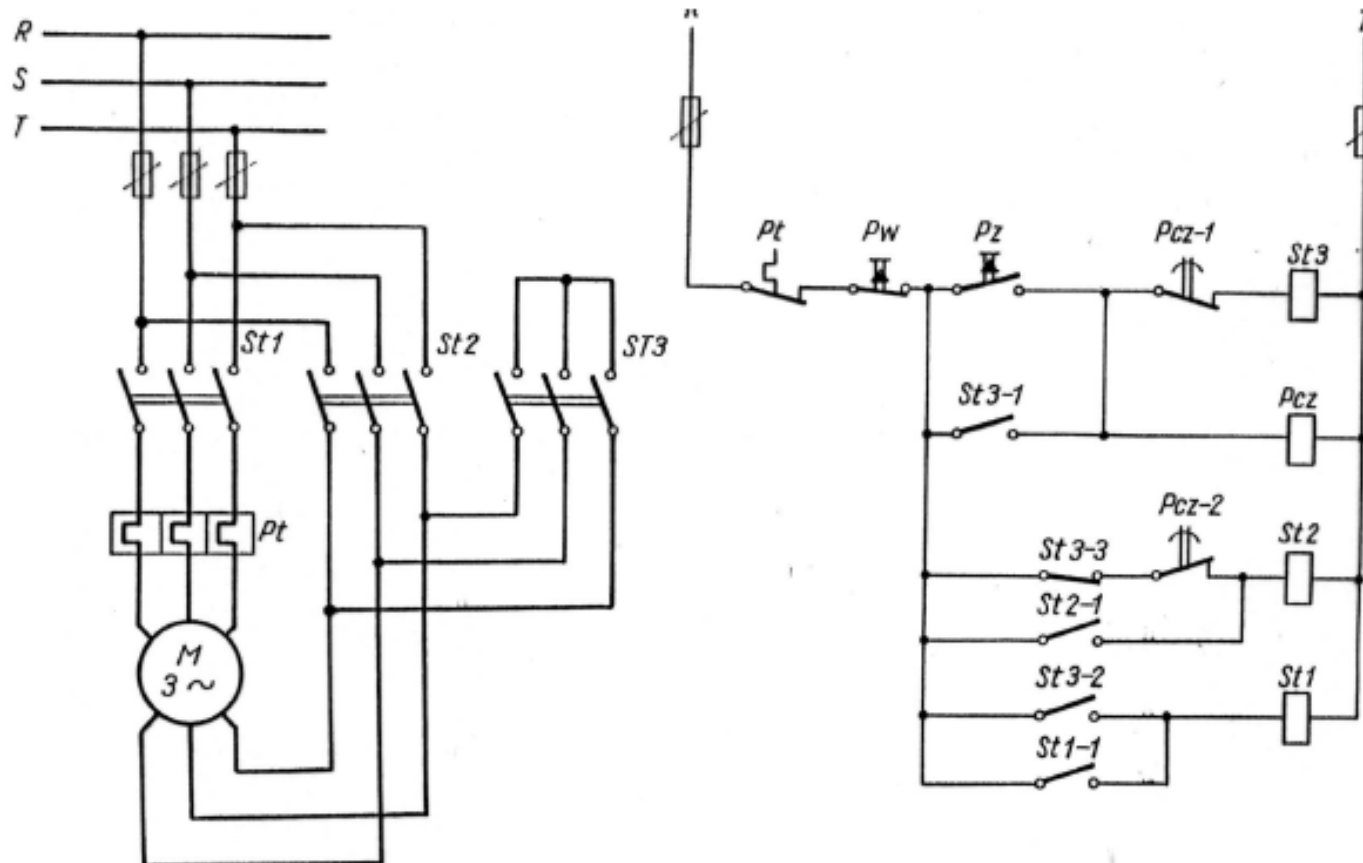 R
S
T
St1
St2
ST3
Pt
M
3~
Pt
Pw
Pz
Pcz-1
St3
St3-1
Pcz
Pcz-2
St3-3
St2
St2-1
St3-2
St1
St1-1